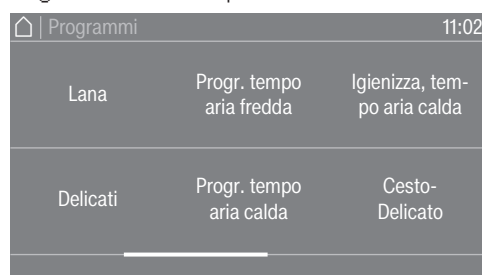 Programmi
11:02
Lana
Progr. tempo
aria fredda
Igienizza, tem-
po aria calda
Delicati
Progr. tempo
aria calda
Cesto-
Delicato